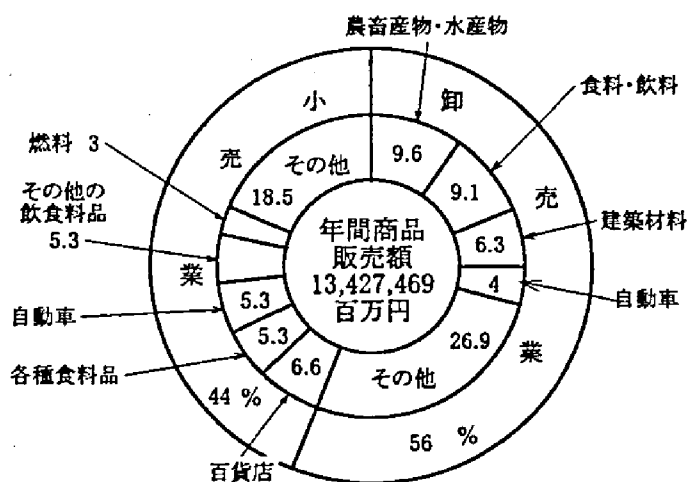 農畜産物・水産物
卸
小
食料・飲料
燃料 3
売
その他
18.5
9.6
9.1
売
その他の
飲食料品
5.3
年間商品
販売額
13,427,469
百万円
6.3
建築材料
業
4
自動車
自動車
5.3
5.3
26.9
業
各種食料品
6.6
その他
44 %
56 %
百貨店